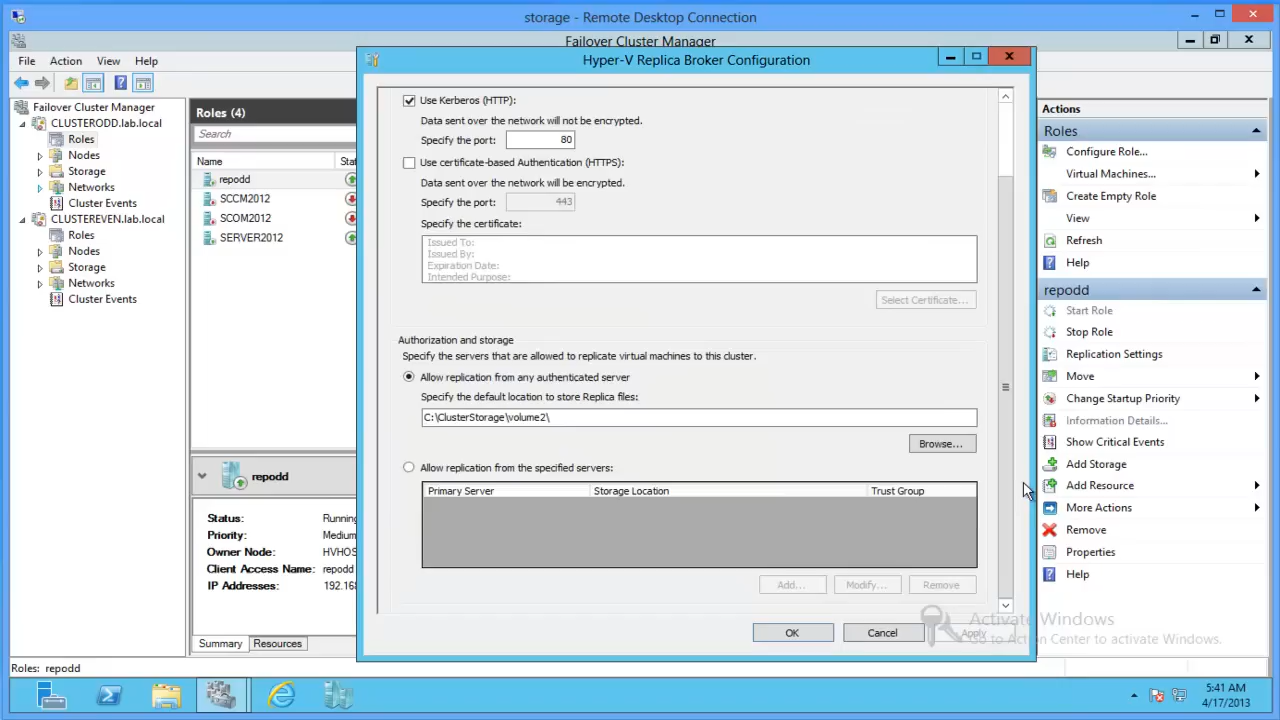 storage - Remote Desktop Connection
Failover Cluster Manager
File Action View Help
Failover Cluster Manager
CLUSTERODD.lab.local
Roles
Nodes
Storage
Networks
Cluster Events
CLUSTEREVEN.lab.local
Roles
Nodes
Storage
Networks
Cluster Events
Roles (4)
Search
Name Stat
repodd
SCCM2012
SCOM2012
SERVER2012
repodd
Status: Running
Priority: Medium
Owner Node: HVHOS
Client Access Name: repodd
IP Addresses: 192.168
Summary Resources
Hyper-V Replica Broker Configuration
Use Kerberos (HTTP):
Data sent over the network will not be encrypted.
Specify the port: 80
Use certificate-based Authentication (HTTPS):
Data sent over the network will be encrypted.
Specify the port: 443
Specify the certificate:
Issued To:
Issued By:
Expiration Date:
Intended Purpose:
Select Certificate...
Authorization and storage
Specify the servers that are allowed to replicate virtual machines to this cluster.
Allow replication from any authenticated server
Specify the default location to store Replica files:
C:\ClusterStorage\volume2\
Browse...
Allow replication from the specified servers:
Primary Server Storage Location Trust Group
Add... Modify... Remove
OK Cancel Apply
Actions
Roles
Configure Role...
Virtual Machines...
Create Empty Role
View
Refresh
Help
repodd
Start Role
Stop Role
Replication Settings
Move
Change Startup Priority
Information Details...
Show Critical Events
Add Storage
Add Resource
More Actions
Remove
Properties
Help
Activate Windows
Go to Action Center to activate Windows.
Roles: repodd
5:41 AM
4/17/2013